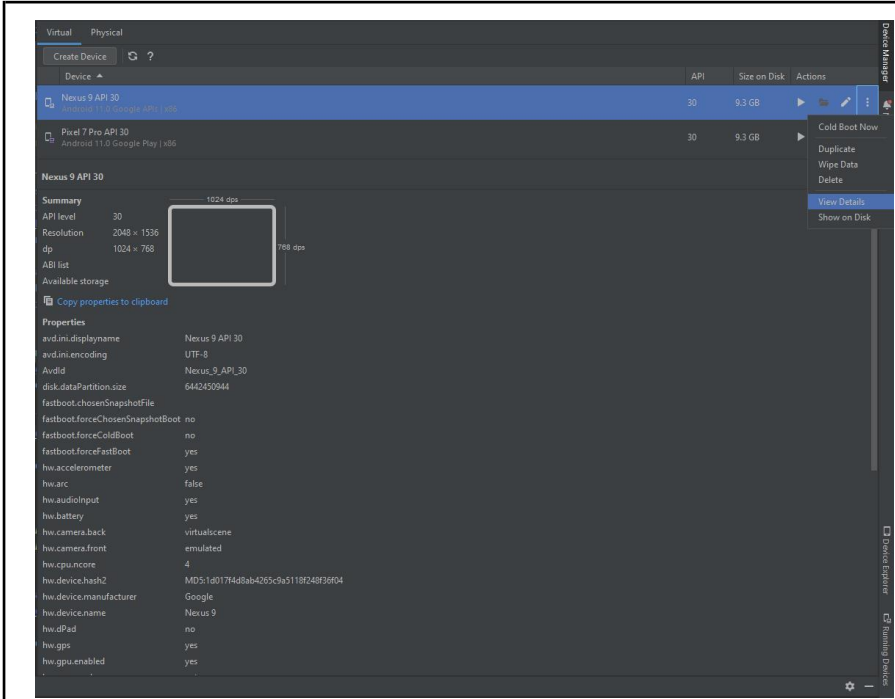 Virtual Physical
Create Device ?
Device API Size on Disk Actions
Nexus 9 API 30
Android 11.0 Google APIs | x86
30 9.3 GB
Pixel 7 Pro API 30
Android 11.0 Google Play | x86
30 9.3 GB
Cold Boot Now
Duplicate
Wipe Data
Delete
View Details
Show on Disk
Nexus 9 API 30
Summary
1024 dps
API level 30
Resolution 2048 × 1536
dp 1024 × 768
768 dps
ABI list
Available storage
Copy properties to clipboard
Properties
avd.ini.displayname Nexus 9 API 30
avd.ini.encoding UTF-8
AvdId Nexus_9_API_30
disk.dataPartition.size 6442450944
fastboot.chosenSnapshotFile
fastboot.forceChosenSnapshotBoot no
fastboot.forceColdBoot no
fastboot.forceFastBoot yes
hw.accelerometer yes
hw.arc false
hw.audioInput yes
hw.battery yes
hw.camera.back virtualscene
hw.camera.front emulated
hw.cpu.ncore 4
hw.device.hash2 MD5:1d017f4d8ab4265c9a5118f248f36f04
hw.device.manufacturer Google
hw.device.name Nexus 9
hw.dPad no
hw.gps yes
hw.gpu.enabled yes
Device Manager
Device Explorer
Running Devices